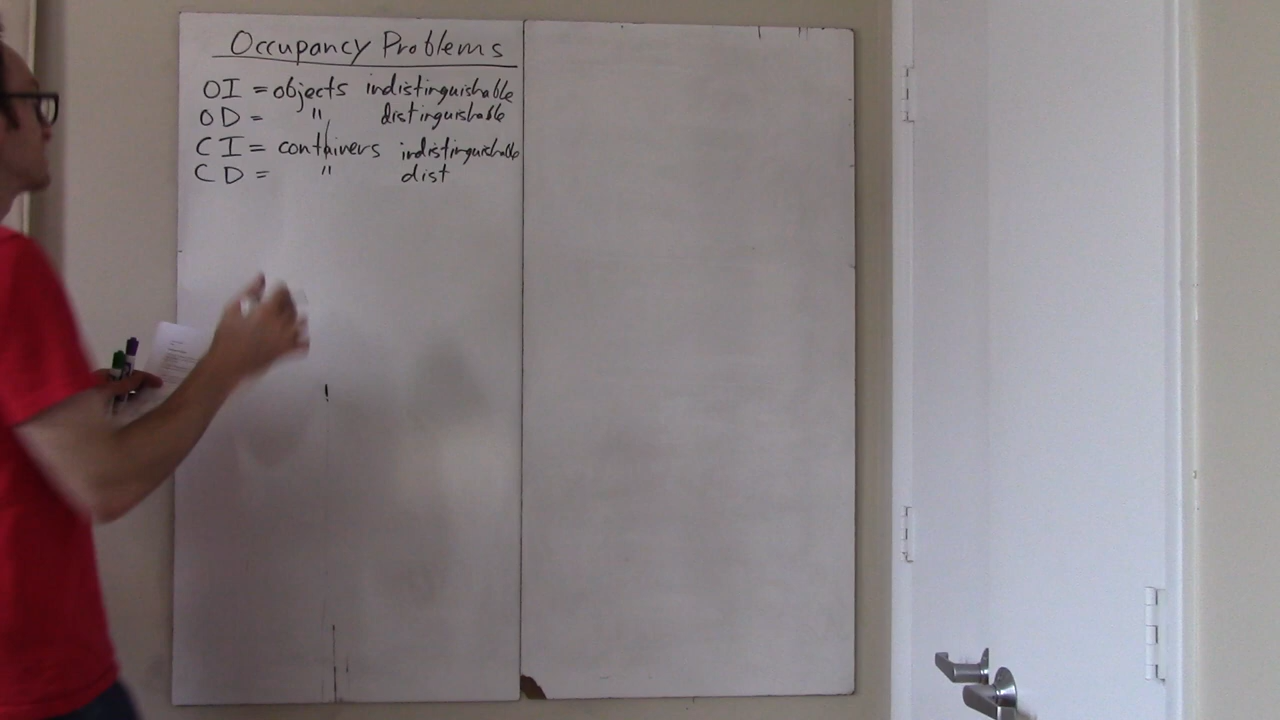 Occupancy Problems
OI = objects indistinguishable
OD = " distinguishable
CI = containers indistinguishable
CD = " dist